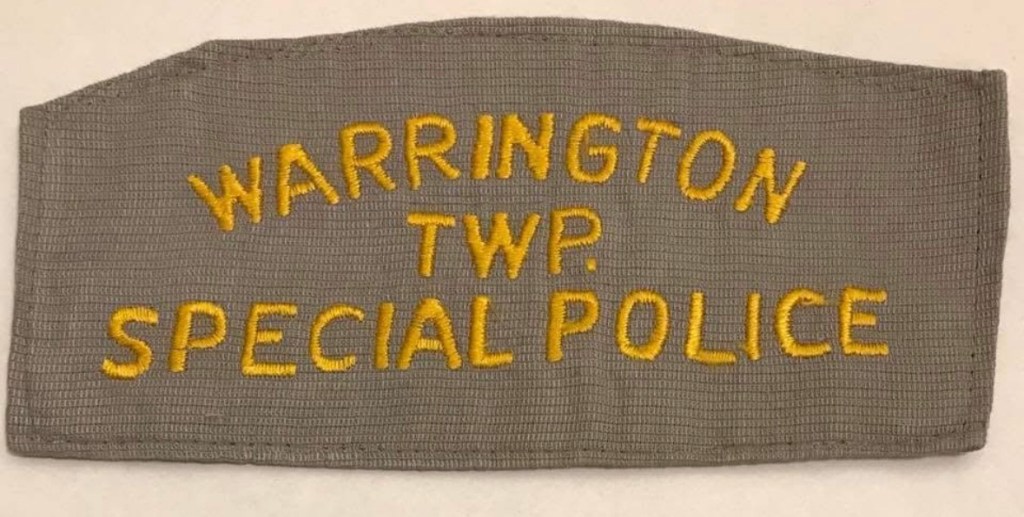 WARRINGTON
TWP.
SPECIAL POLICE